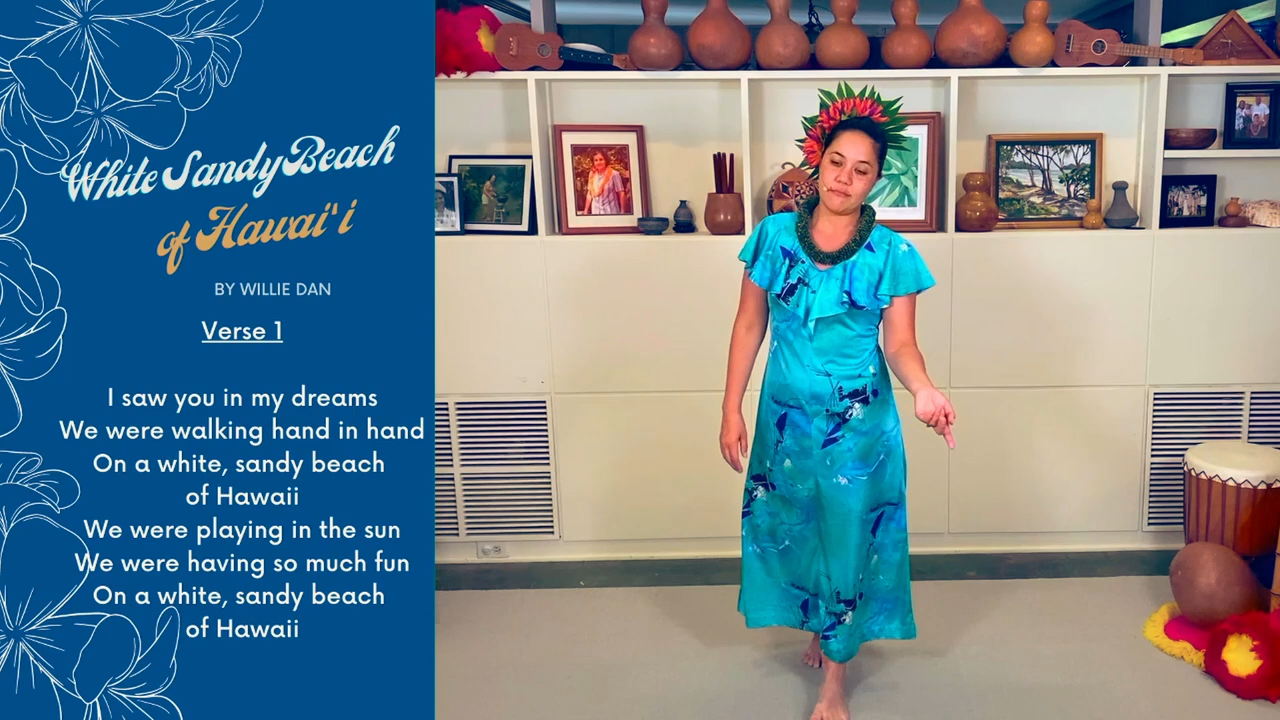 White Sandy Beach
of Hawai'i
BY WILLIE DAN
Verse 1
I saw you in my dreams
We were walking hand in hand
On a white, sandy beach
of Hawaii
We were playing in the sun
We were having so much fun
On a white, sandy beach
of Hawaii